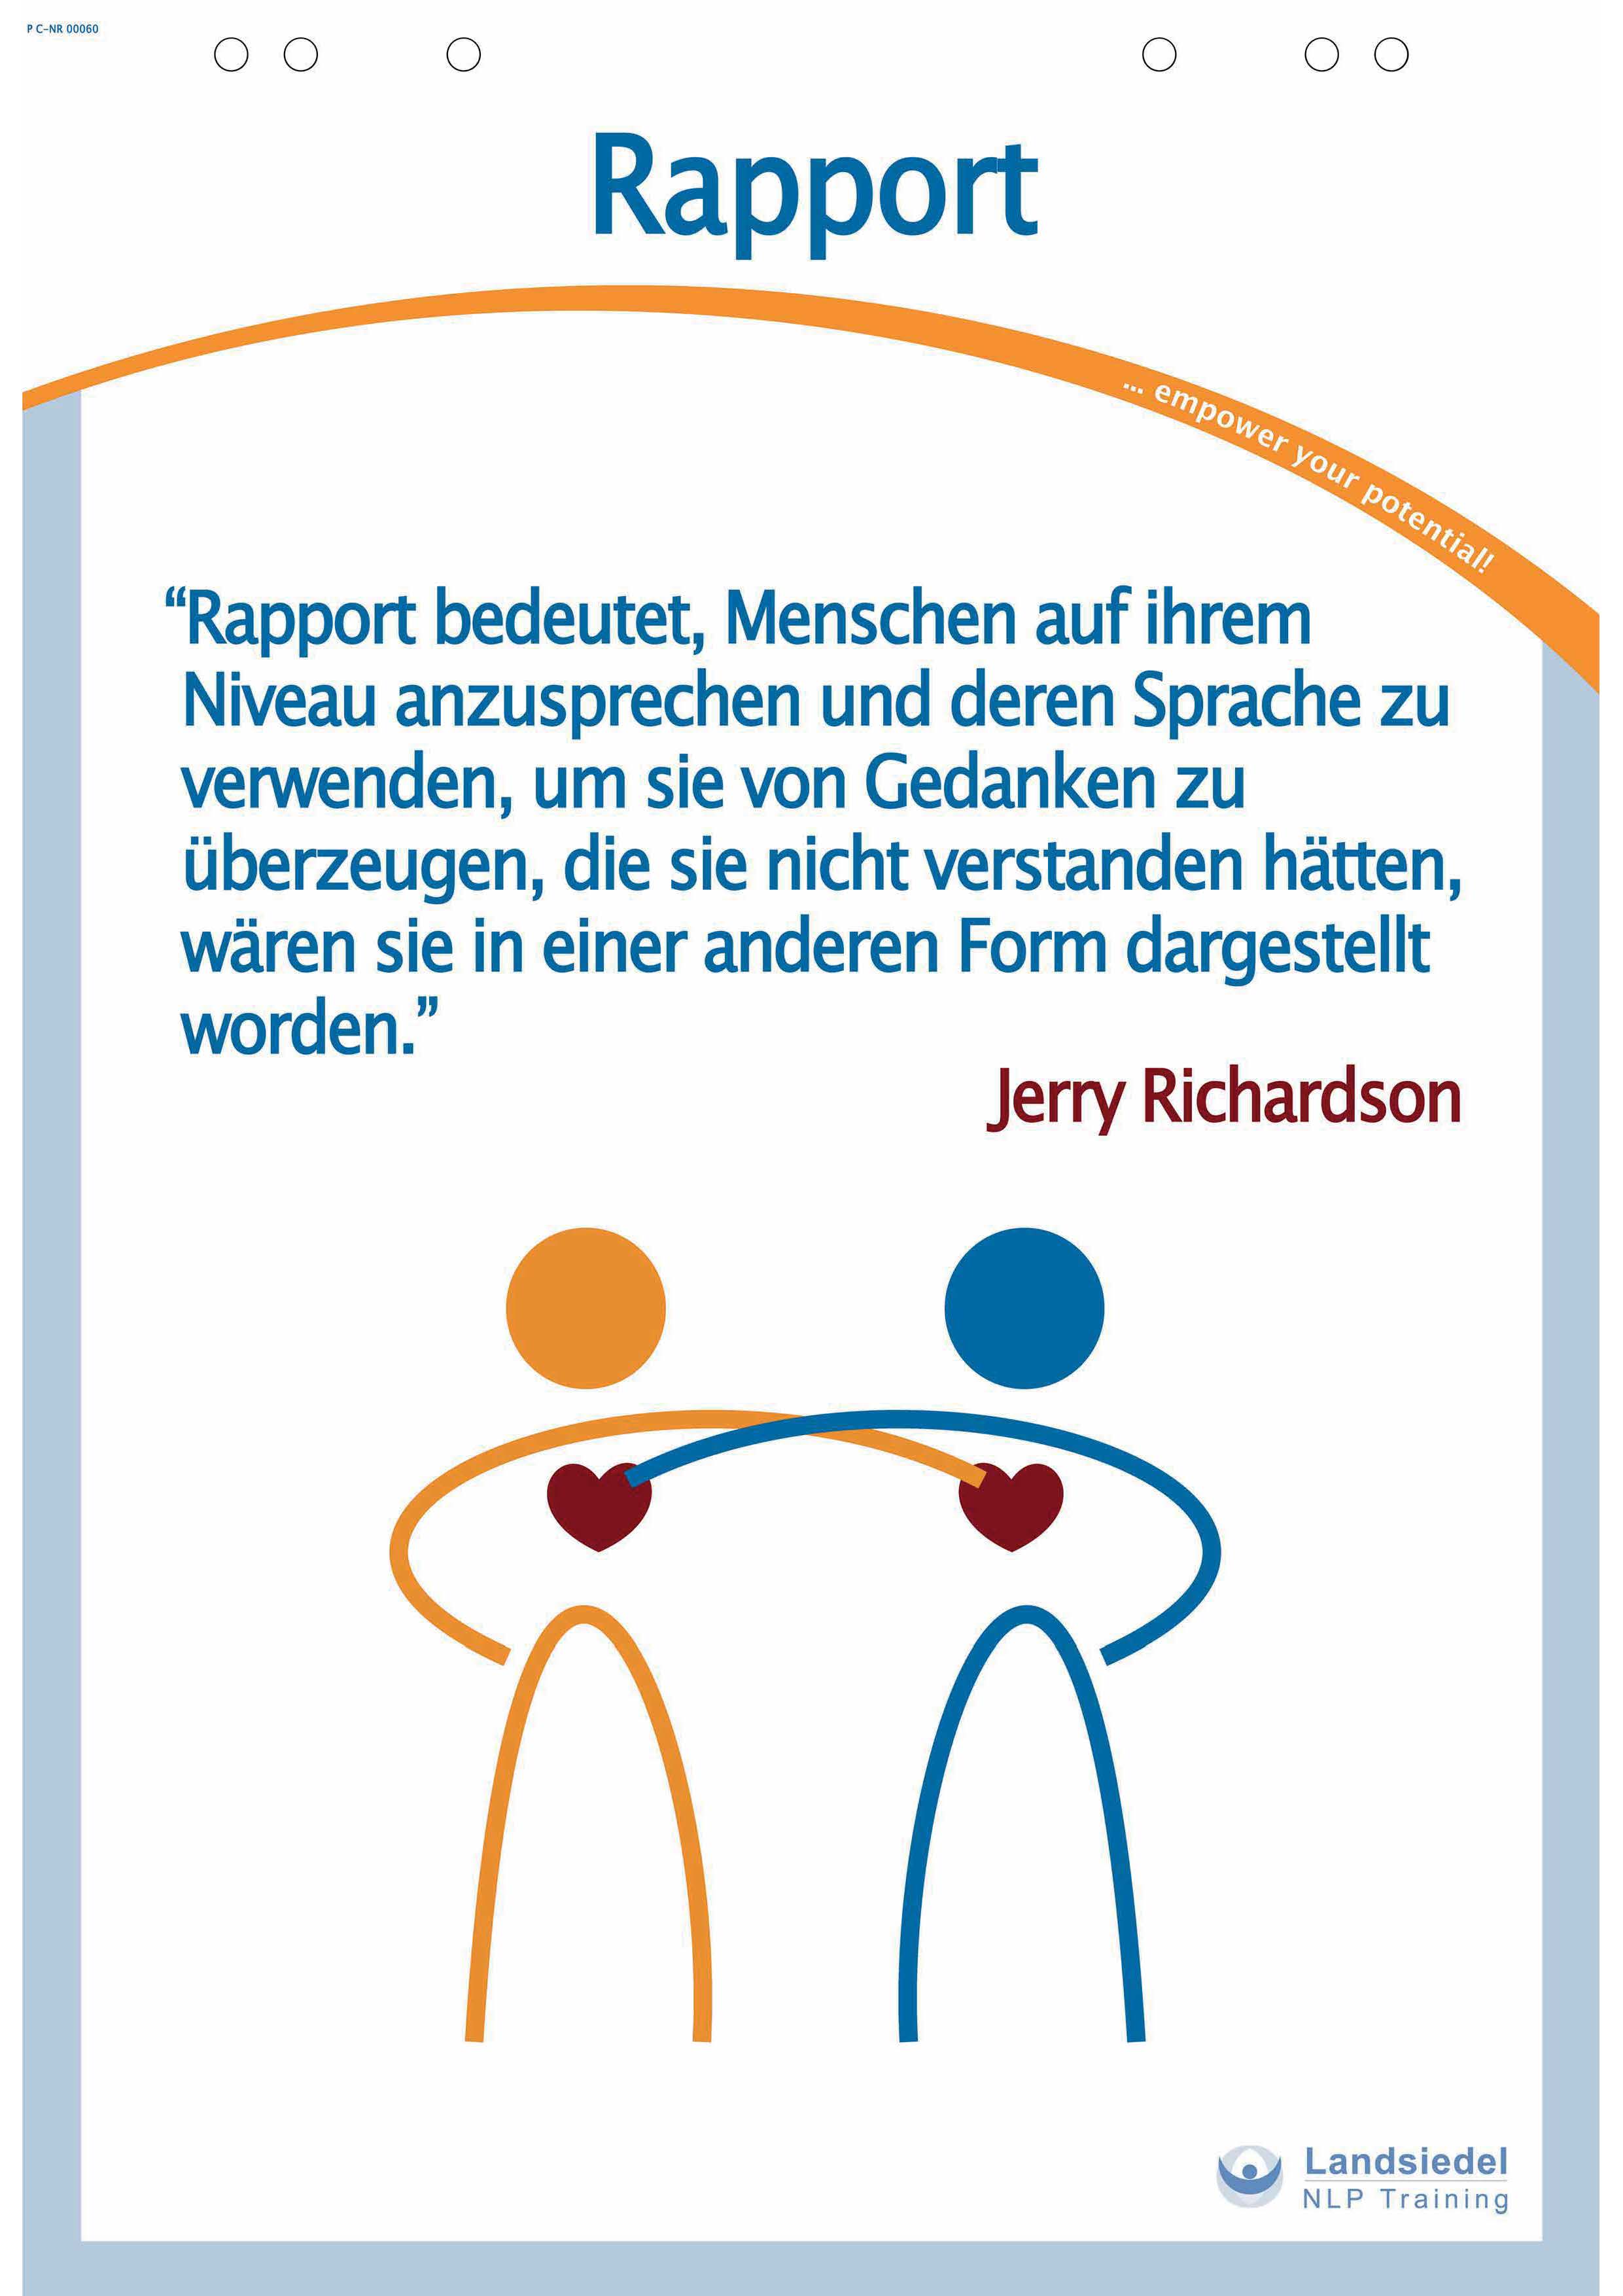 P C-NR 00060
Rapport
... empower your potential!
“Rapport bedeutet, Menschen auf ihrem
Niveau anzusprechen und deren Sprache zu
verwenden, um sie von Gedanken zu
überzeugen, die sie nicht verstanden hätten,
wären sie in einer anderen Form dargestellt
worden.”
Jerry Richardson
Landsiedel
NLP Training